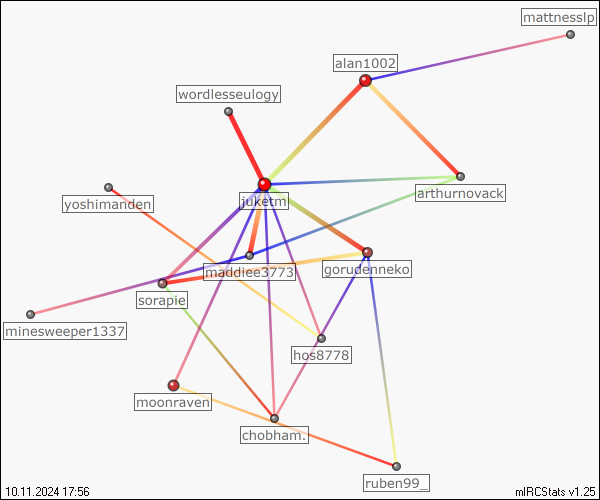 mattnesslp
alan1002
wordlesseulogy
arthurnovack
yoshimanden
juketm
maddiee3773
gorudenneko
sorapie
minesweeper1337
hos8778
moonraven
chobham.
ruben99_
10.11.2024 17:56
mIRCStats v1.25